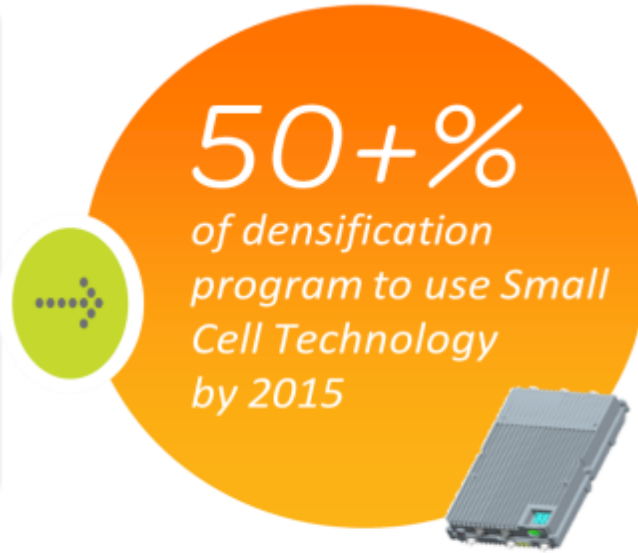 50+%
of densification
program to use Small
Cell Technology
by 2015